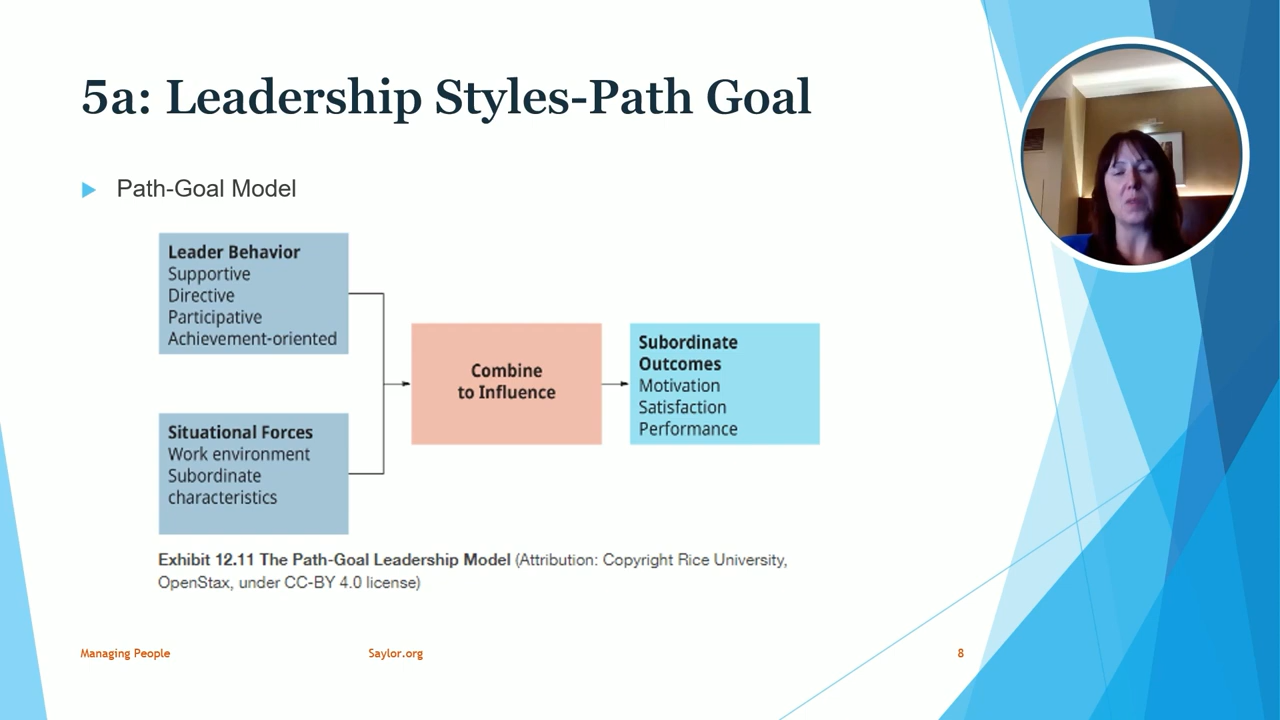 5a: Leadership Styles-Path Goal
Path-Goal Model
Leader Behavior
Supportive
Directive
Participative
Achievement-oriented
Situational Forces
Work environment
Subordinate
characteristics
Combine
to Influence
Subordinate
Outcomes
Motivation
Satisfaction
Performance
Exhibit 12.11 The Path-Goal Leadership Model (Attribution: Copyright Rice University,
OpenStax, under CC-BY 4.0 license)
Managing People
Saylor.org
8